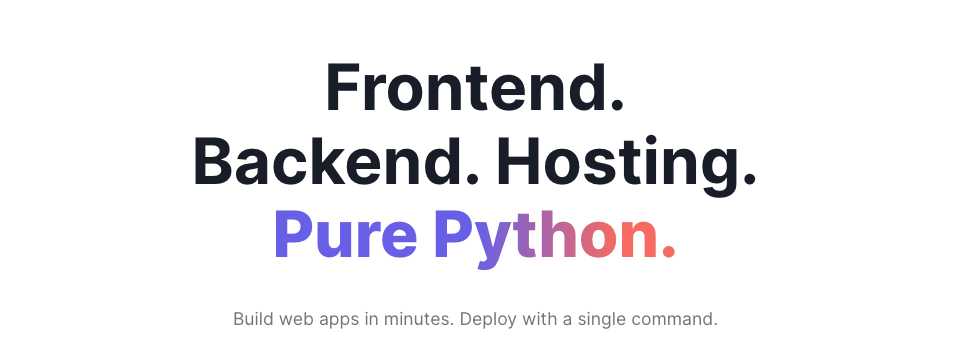 Frontend.
Backend. Hosting.
Pure Python.
Build web apps in minutes. Deploy with a single command.